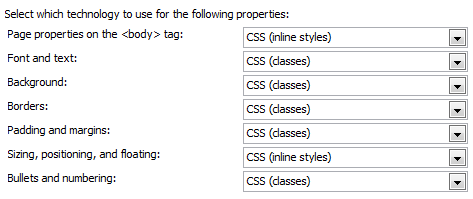 Select which technology to use for the following properties:
Page properties on the <body> tag: CSS (inline styles)
Font and text: CSS (classes)
Background: CSS (classes)
Borders: CSS (classes)
Padding and margins: CSS (classes)
Sizing, positioning, and floating: CSS (inline styles)
Bullets and numbering: CSS (classes)